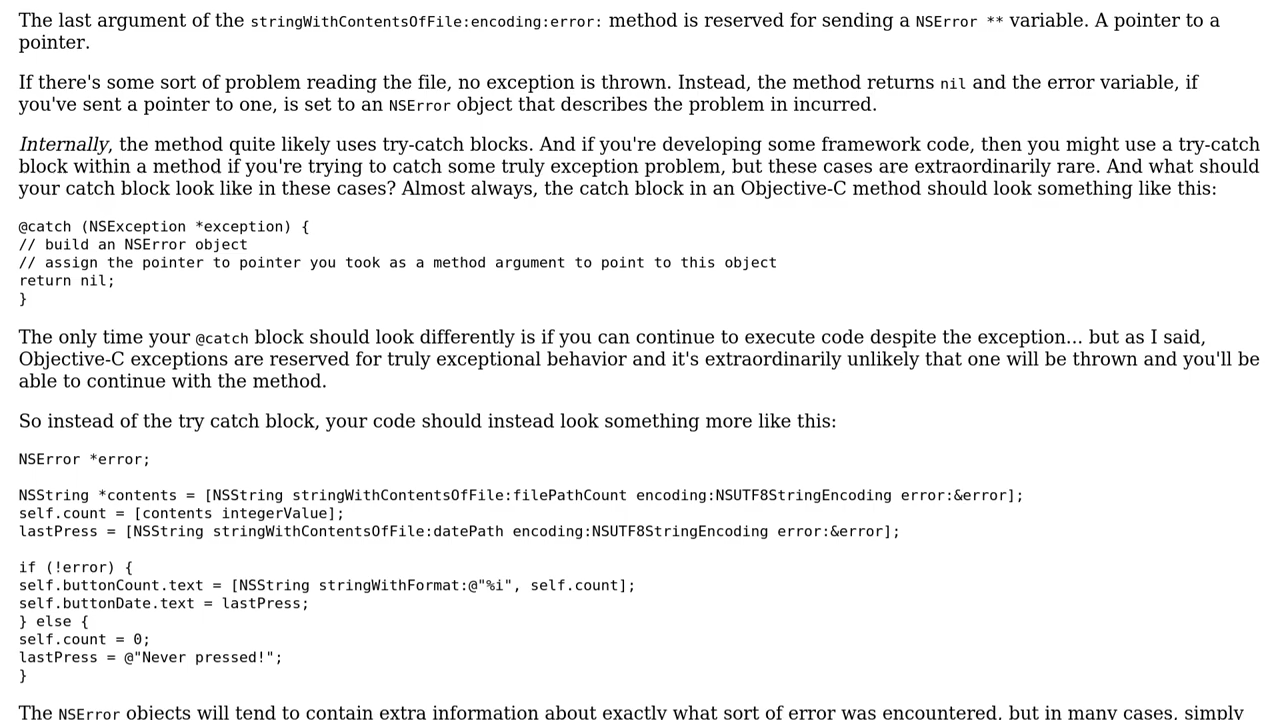 The last argument of the stringWithContentsOfFile:encoding:error: method is reserved for sending a NSError ** variable. A pointer to a
pointer.
If there's some sort of problem reading the file, no exception is thrown. Instead, the method returns nil and the error variable, if
you've sent a pointer to one, is set to an NSError object that describes the problem in incurred.
Internally, the method quite likely uses try-catch blocks. And if you're developing some framework code, then you might use a try-catch
block within a method if you're trying to catch some truly exception problem, but these cases are extraordinarily rare. And what should
your catch block look like in these cases? Almost always, the catch block in an Objective-C method should look something like this:
@catch (NSException *exception) {
// build an NSError object
// assign the pointer to pointer you took as a method argument to point to this object
return nil;
}
The only time your @catch block should look differently is if you can continue to execute code despite the exception... but as I said,
Objective-C exceptions are reserved for truly exceptional behavior and it's extraordinarily unlikely that one will be thrown and you'll be
able to continue with the method.
So instead of the try catch block, your code should instead look something more like this:
NSError *error;
NSString *contents = [NSString stringWithContentsOfFile:filePathCount encoding:NSUTF8StringEncoding error:&error];
self.count = [contents integerValue];
lastPress = [NSString stringWithContentsOfFile:datePath encoding:NSUTF8StringEncoding error:&error];
if (!error) {
self.buttonCount.text = [NSString stringWithFormat:@"%i", self.count];
self.buttonDate.text = lastPress;
} else {
self.count = 0;
lastPress = @"Never pressed!";
}
The NSError objects will tend to contain extra information about exactly what sort of error was encountered, but in many cases, simply